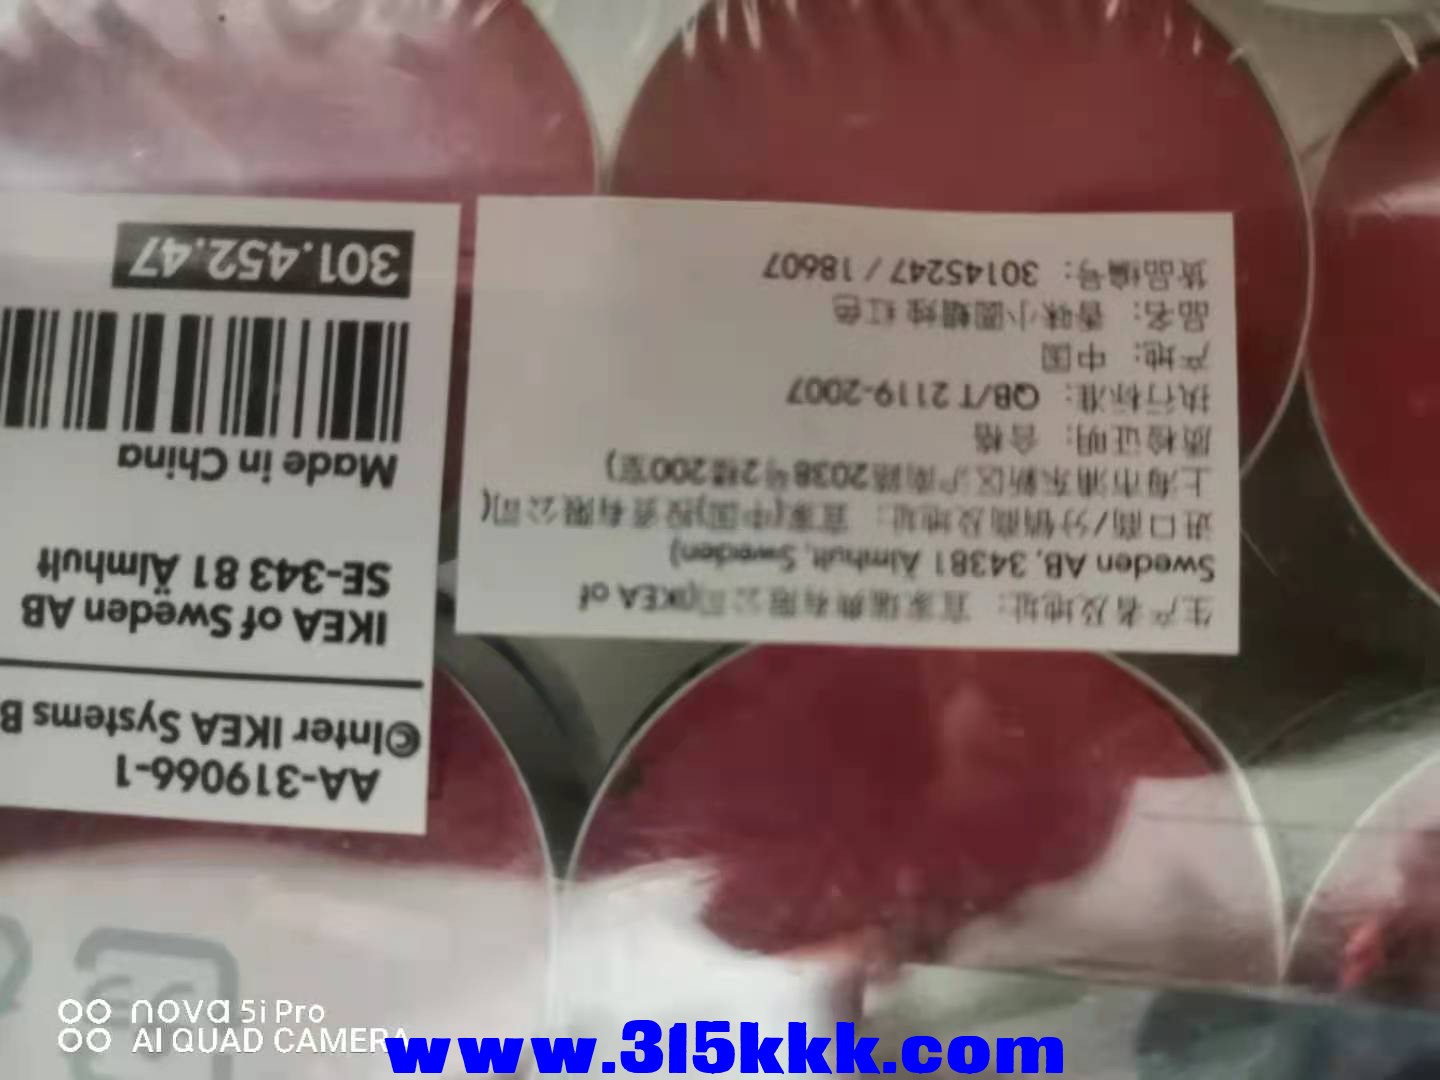 货品编号： 30145247 / 18607
品名： 香味小圆蜡烛 红色
产地： 中国
执行标准： QB/T 2119-2007
质检证明： 合格
上海市浦东新区沪南路2038号2楼200室)
进口商/分销商及地址： 宜家(中国)投资有限公司(
Sweden AB, 34381 Älmhult, Sweden)
生产者及地址： 宜家瑞典有限公司(IKEA of
301.452.47
Made in China
SE-343 81 Älmhult
IKEA of Sweden AB
©Inter IKEA Systems B
AA-319066-1
nova 5i Pro
AI QUAD CAMERA
www.315kkk.com